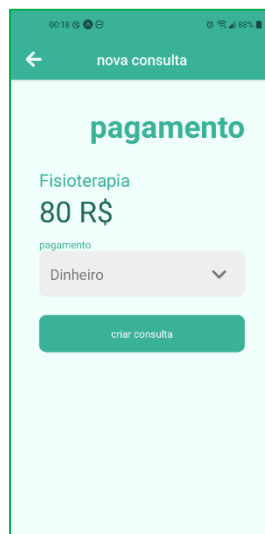 00:18
88%
nova consulta
pagamento
Fisioterapia
80 R$
pagamento
Dinheiro
criar consulta